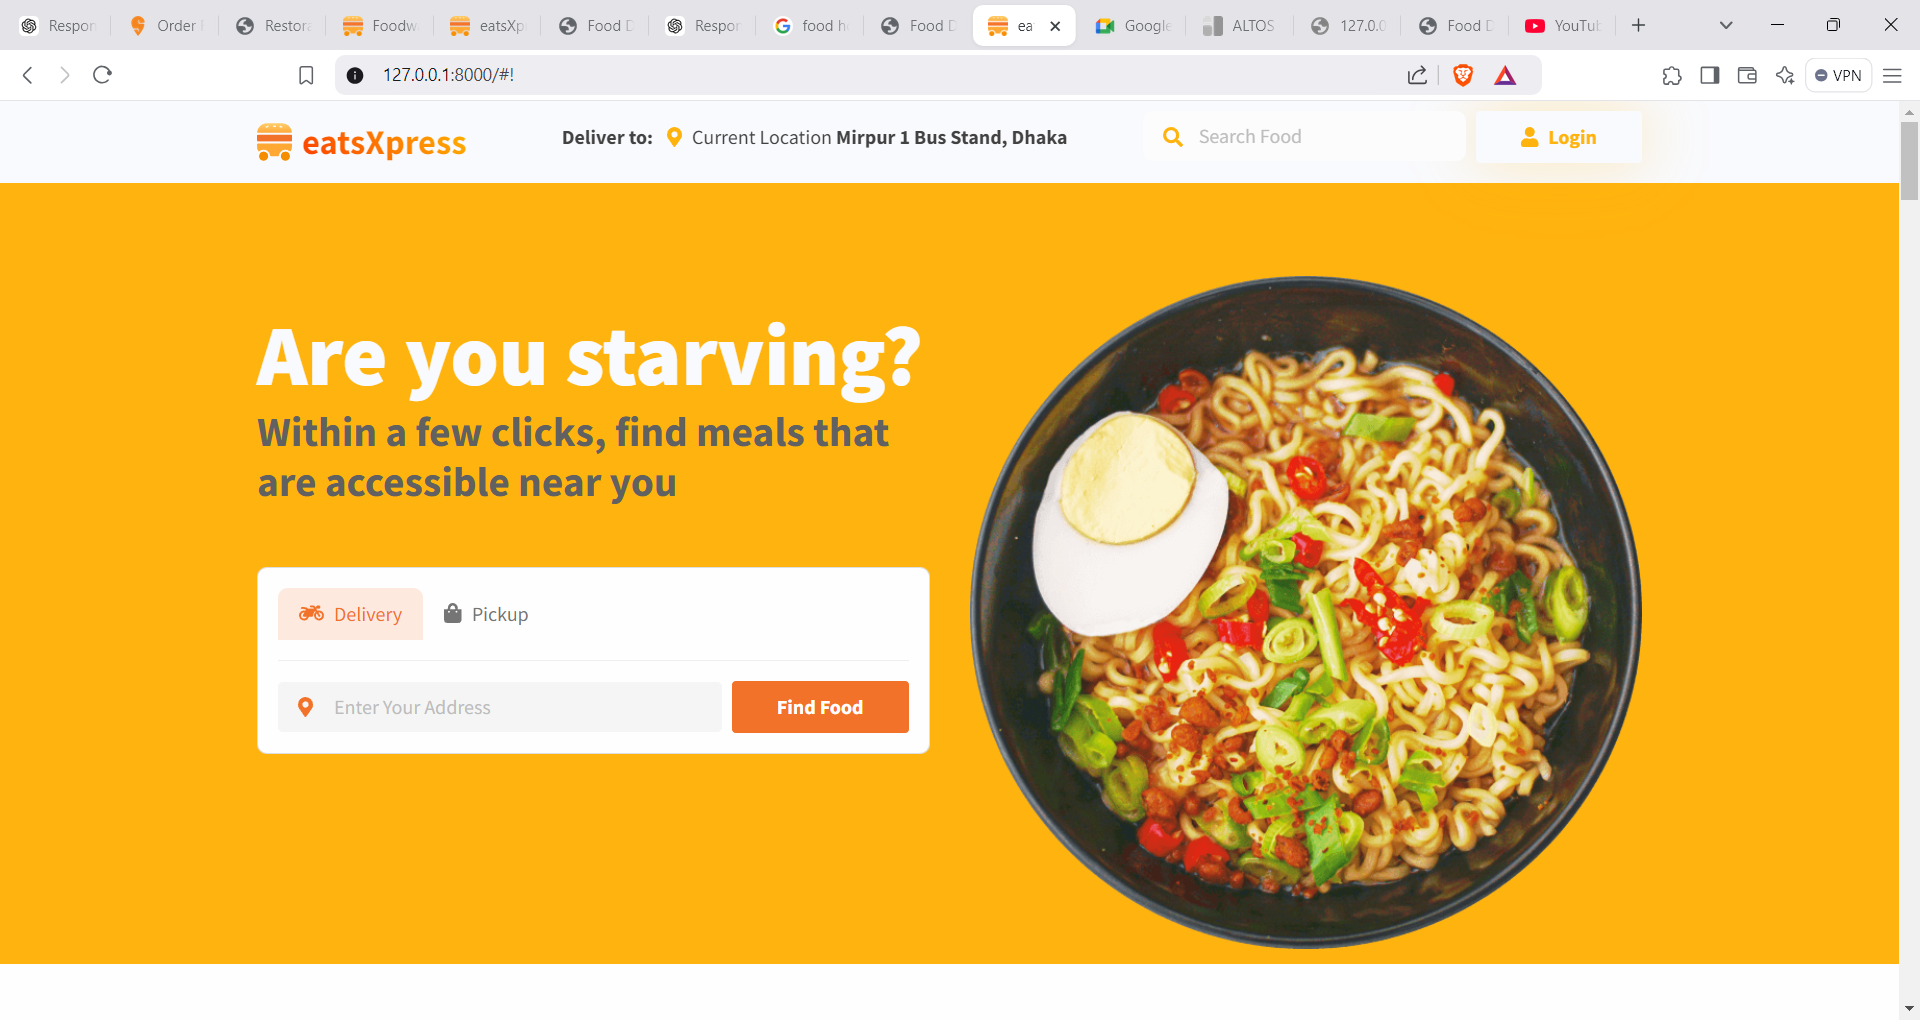 Respon
Order
Restora
Foodw
eatsXp
Food D
Respon
food h
Food D
ea
Google
ALTOS
127.0.0
Food D
YouTub
127.0.0.1:8000/#!
VPN
eatsXpress
Deliver to: Current Location Mirpur 1 Bus Stand, Dhaka
Search Food
Login
Are you starving?
Within a few clicks, find meals that
are accessible near you
Delivery
Pickup
Enter Your Address
Find Food